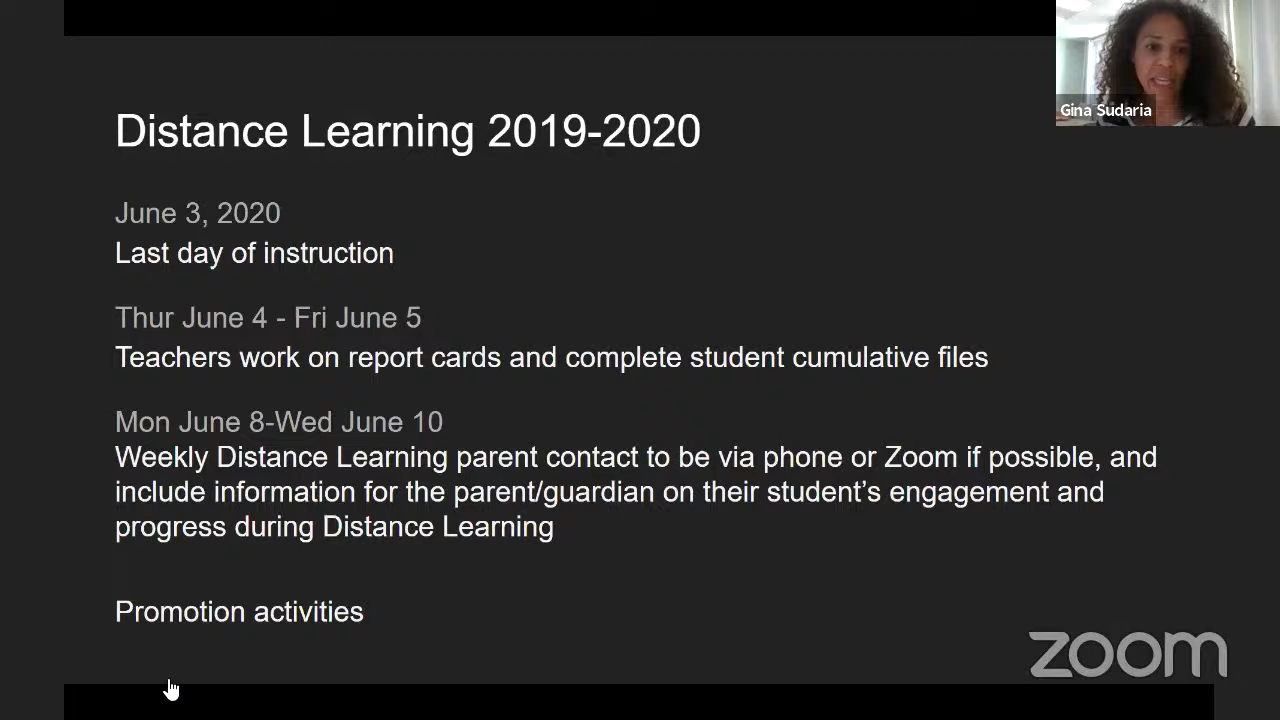 Gina Sudaria
Distance Learning 2019-2020
June 3, 2020
Last day of instruction
Thur June 4 - Fri June 5
Teachers work on report cards and complete student cumulative files
Mon June 8-Wed June 10
Weekly Distance Learning parent contact to be via phone or Zoom if possible, and
include information for the parent/guardian on their student’s engagement and
progress during Distance Learning
Promotion activities
zoom